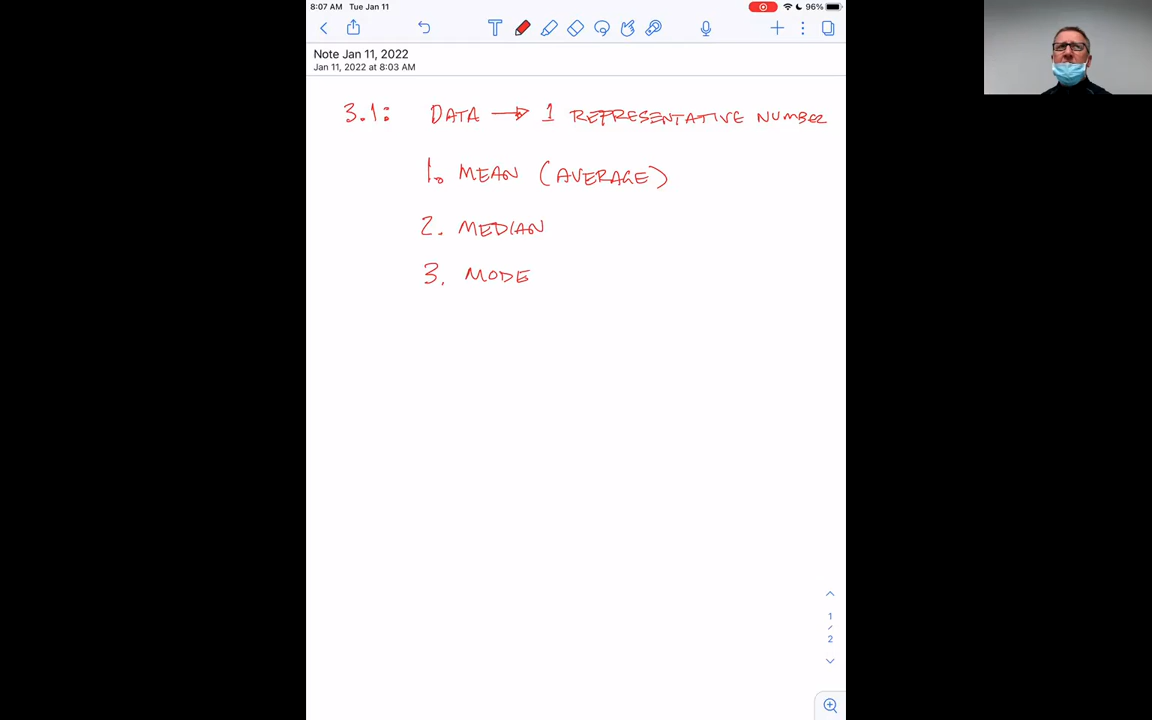 8:07 AM Tue Jan 11
96%
T
Note Jan 11, 2022
Jan 11, 2022 at 8:03 AM
3.1: DATA → 1 REPRESENTATIVE NUMBER
1. MEAN (AVERAGE)
2. MEDIAN
3. MODE
1
/
2